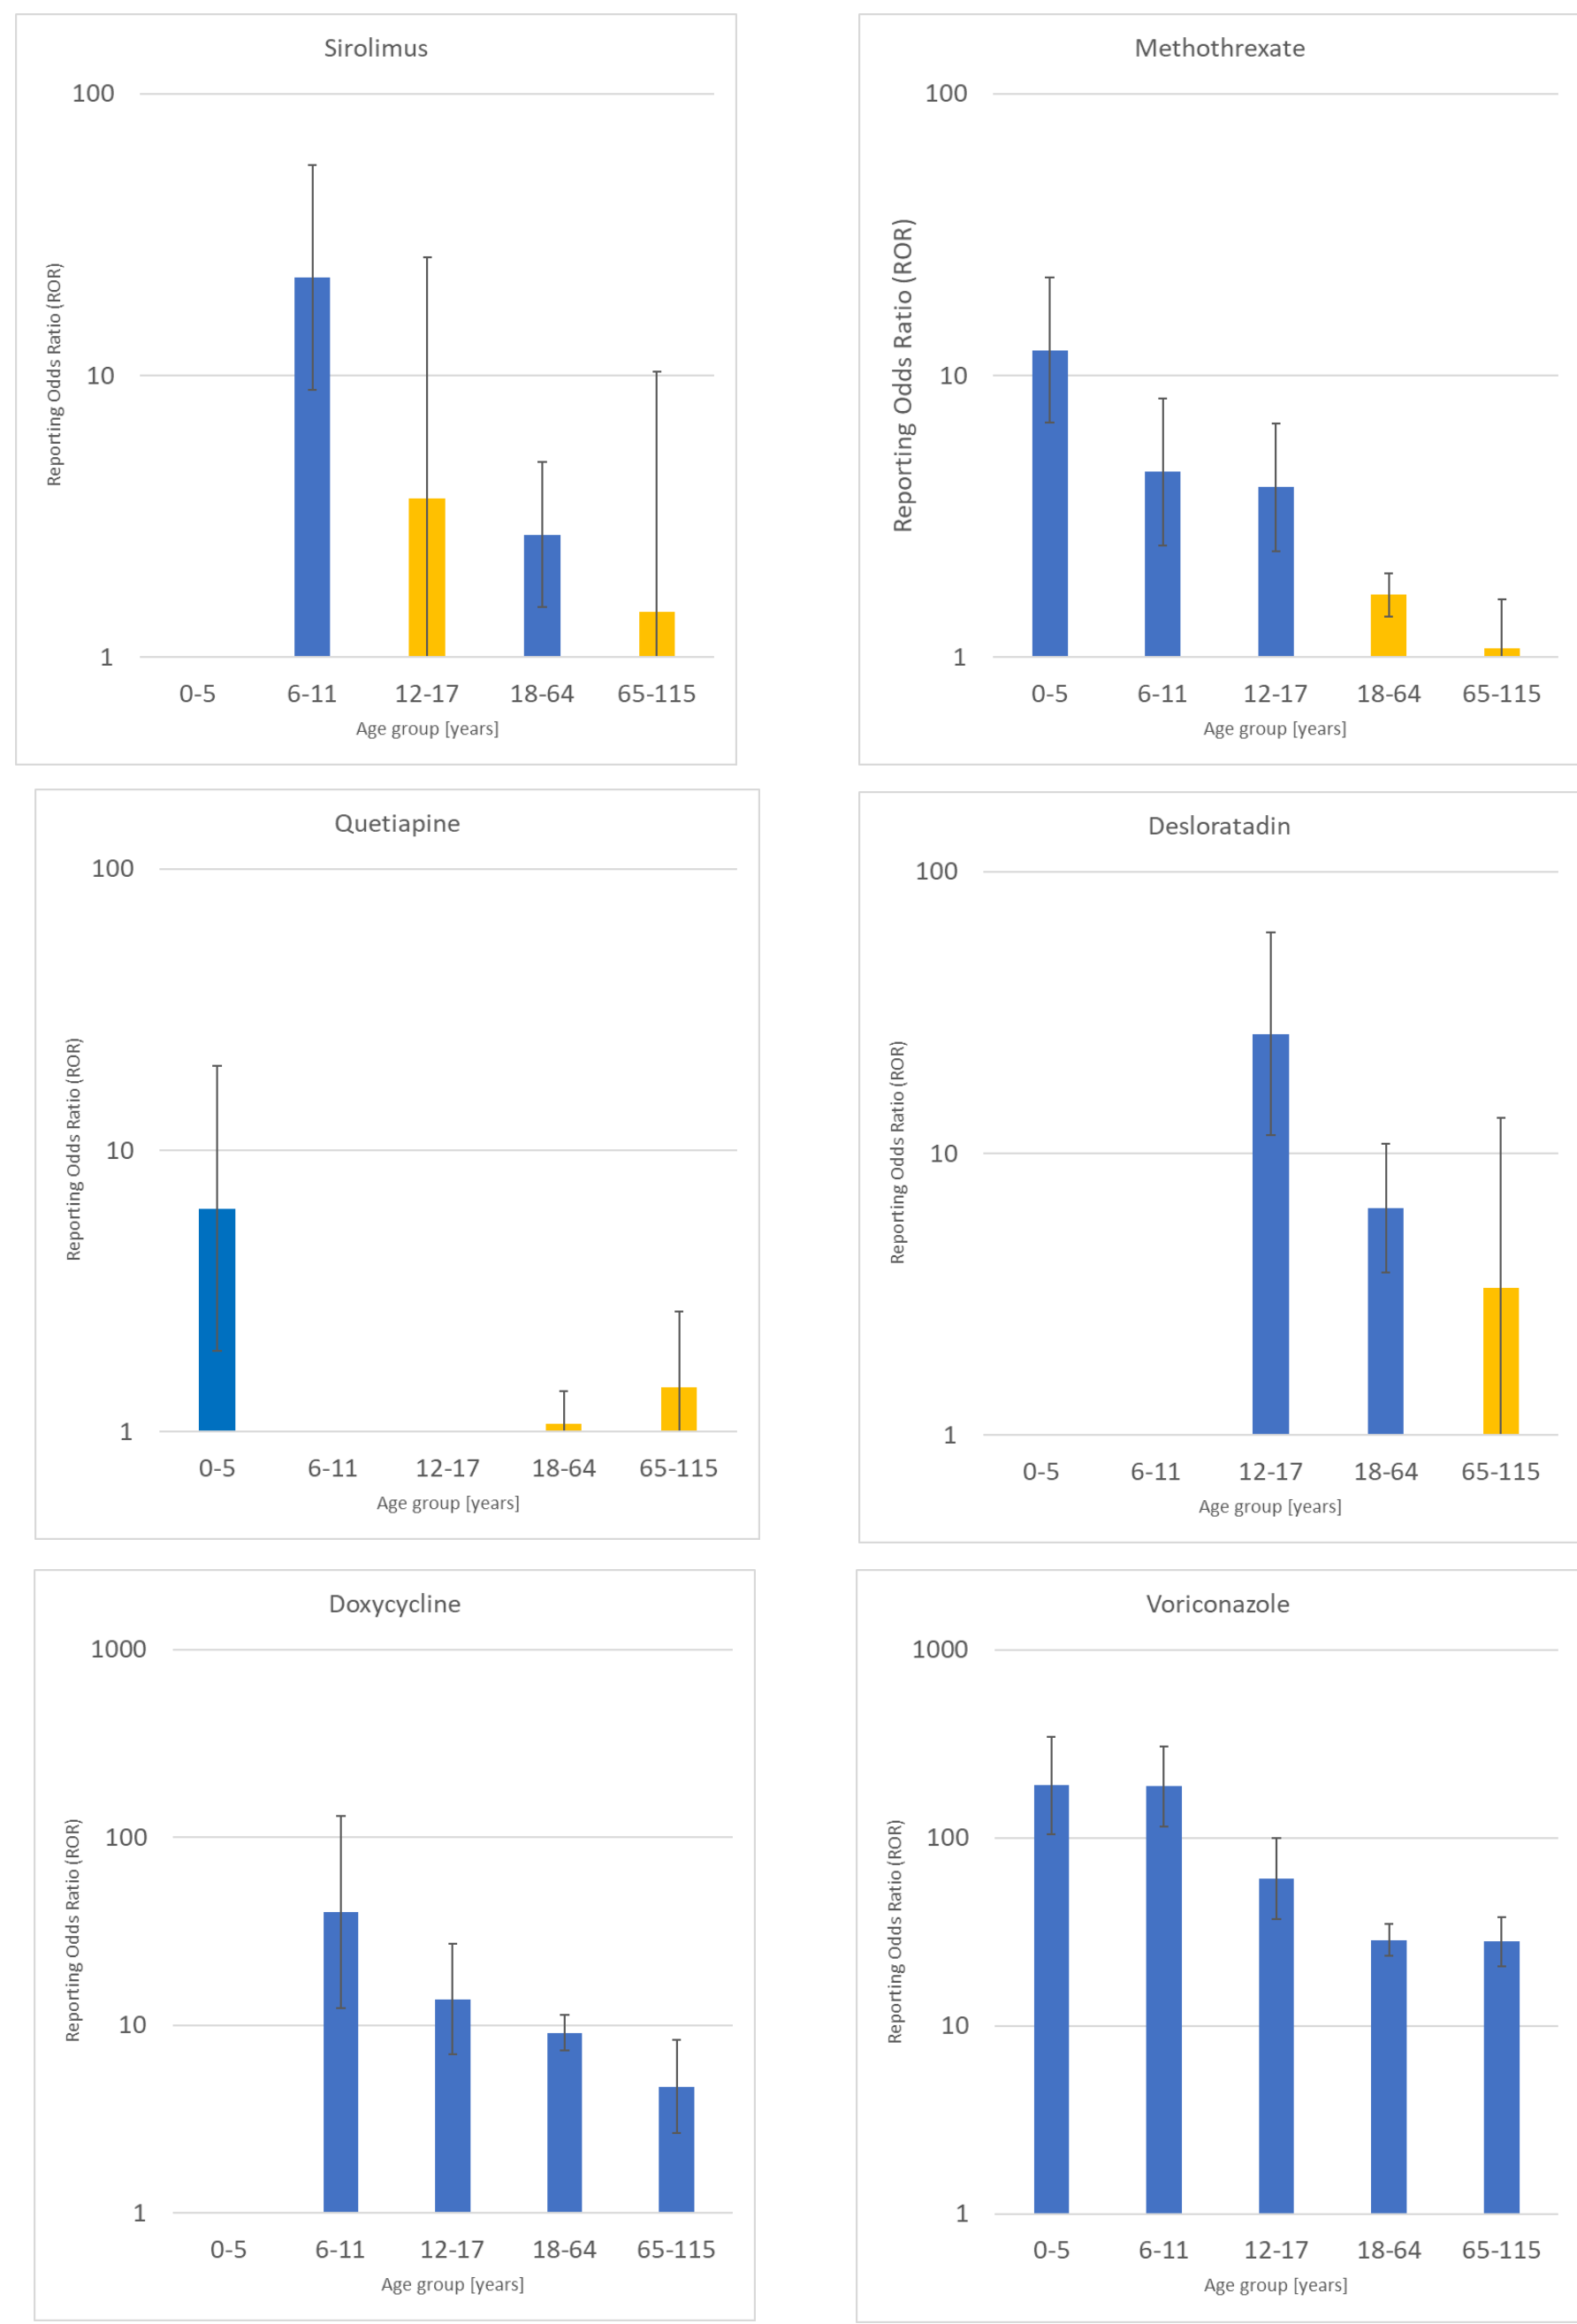 Sirolimus
100
10
1
Reporting Odds Ratio (ROR)
0-5 6-11 12-17 18-64 65-115
Age group [years]
Methothrexate
100
10
1
Reporting Odds Ratio (ROR)
0-5 6-11 12-17 18-64 65-115
Age group [years]
Quetiapine
100
10
1
Reporting Odds Ratio (ROR)
0-5 6-11 12-17 18-64 65-115
Age group [years]
Desloratadin
100
10
1
Reporting Odds Ratio (ROR)
0-5 6-11 12-17 18-64 65-115
Age group [years]
Doxycycline
1000
100
10
1
Reporting Odds Ratio (ROR)
0-5 6-11 12-17 18-64 65-115
Age group [years]
Voriconazole
1000
100
10
1
Reporting Odds Ratio (ROR)
0-5 6-11 12-17 18-64 65-115
Age group [years]